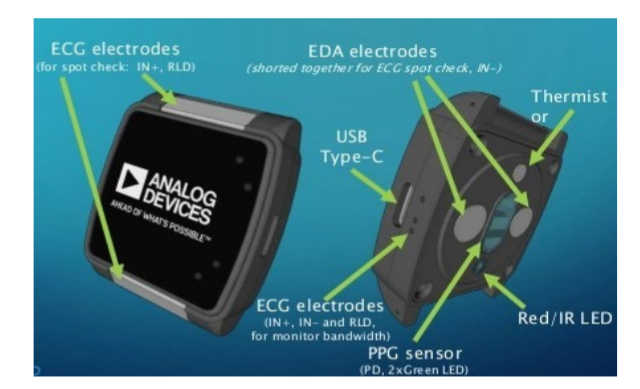 ECG electrodes
(for spot check: IN+, RLD)
EDA electrodes
(shorted together for ECG spot check, IN-)
Thermist
or
USB
Type-C
ANALOG
DEVICES
AHEAD OF WHAT'S POSSIBLE™
ECG electrodes
(IN+, IN- and RLD,
for monitor bandwidth)
Red/IR LED
PPG sensor
(PD, 2xGreen LED)